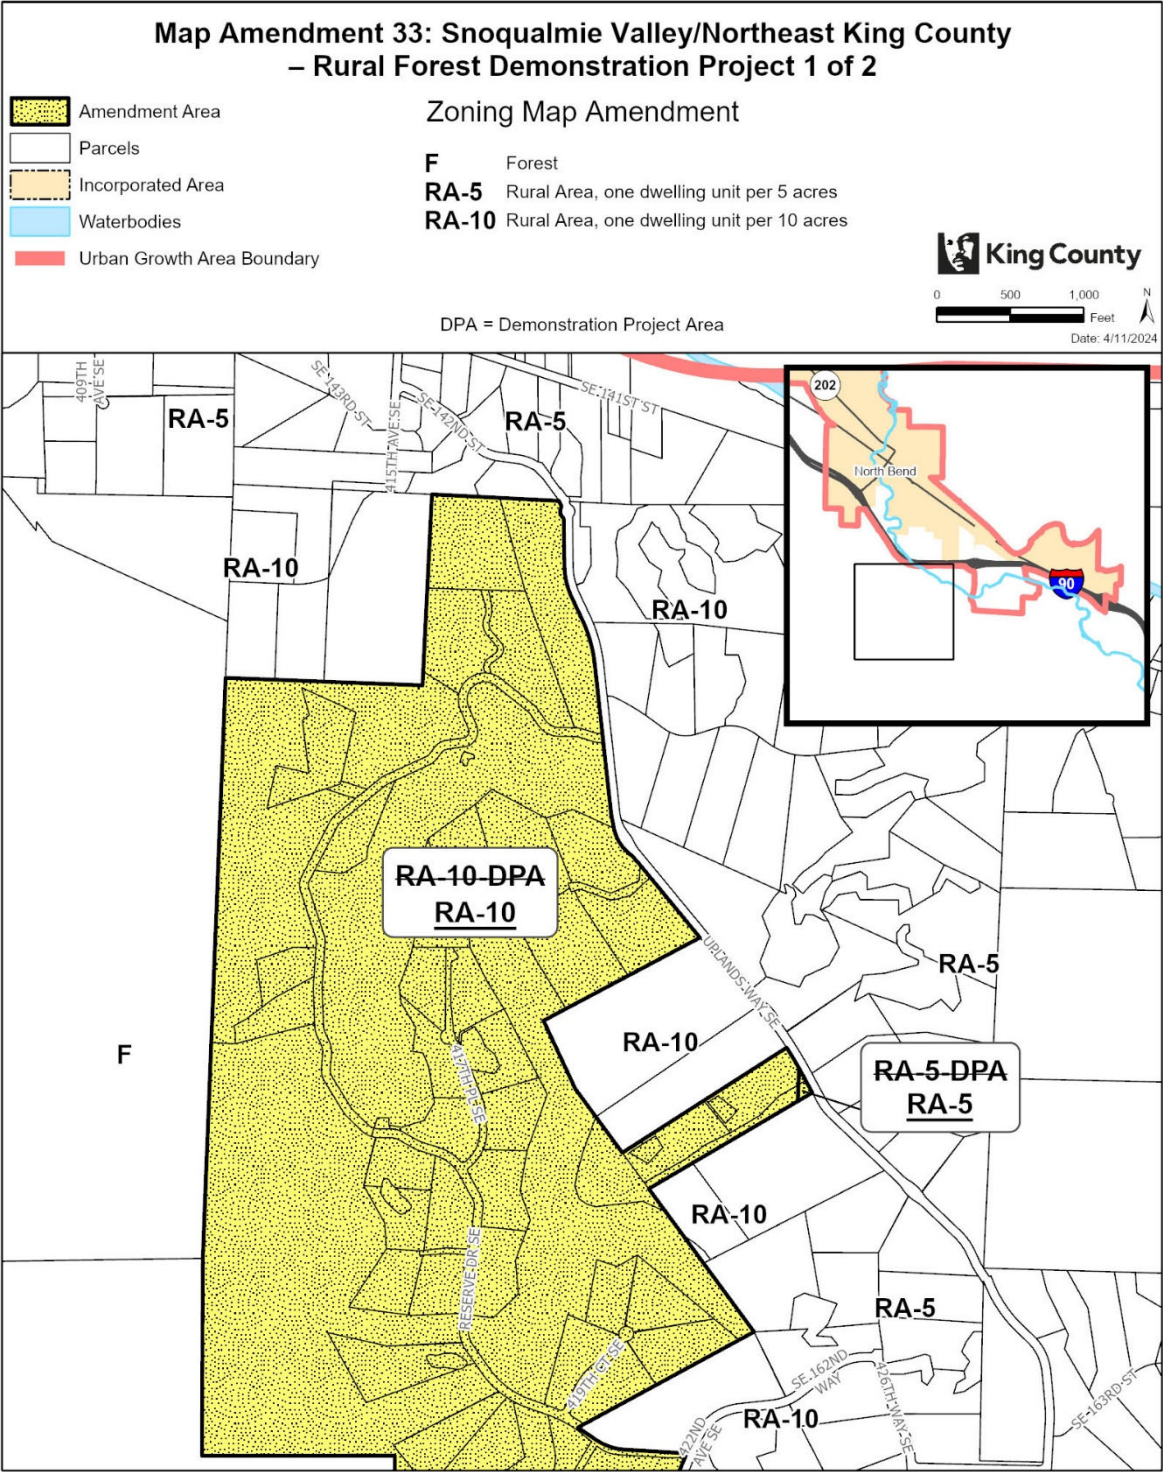 Map Amendment 33: Snoqualmie Valley/Northeast King County
– Rural Forest Demonstration Project 1 of 2
Amendment Area
Parcels
Incorporated Area
Waterbodies
Urban Growth Area Boundary
Zoning Map Amendment
F Forest
RA-5 Rural Area, one dwelling unit per 5 acres
RA-10 Rural Area, one dwelling unit per 10 acres
DPA = Demonstration Project Area
King County
0 500 1,000
Feet
N
Date: 4/11/2024
409TH
AVE SE
SE 143RD ST
415TH AVE SE
SE 142ND ST
SE 141ST ST
RA-5
RA-5
202
North Bend
90
RA-10
RA-10
RA-10-DPA
RA-10
UPLANDS WAY SE
RA-5
RA-10
F
417TH PL SE
RA-5-DPA
RA-5
RA-10
RESERVE DR SE
RA-5
419TH CT SE
SE 162ND
WAY
426TH WAY SE
SE 163RD ST
RA-10
422ND
AVE SE